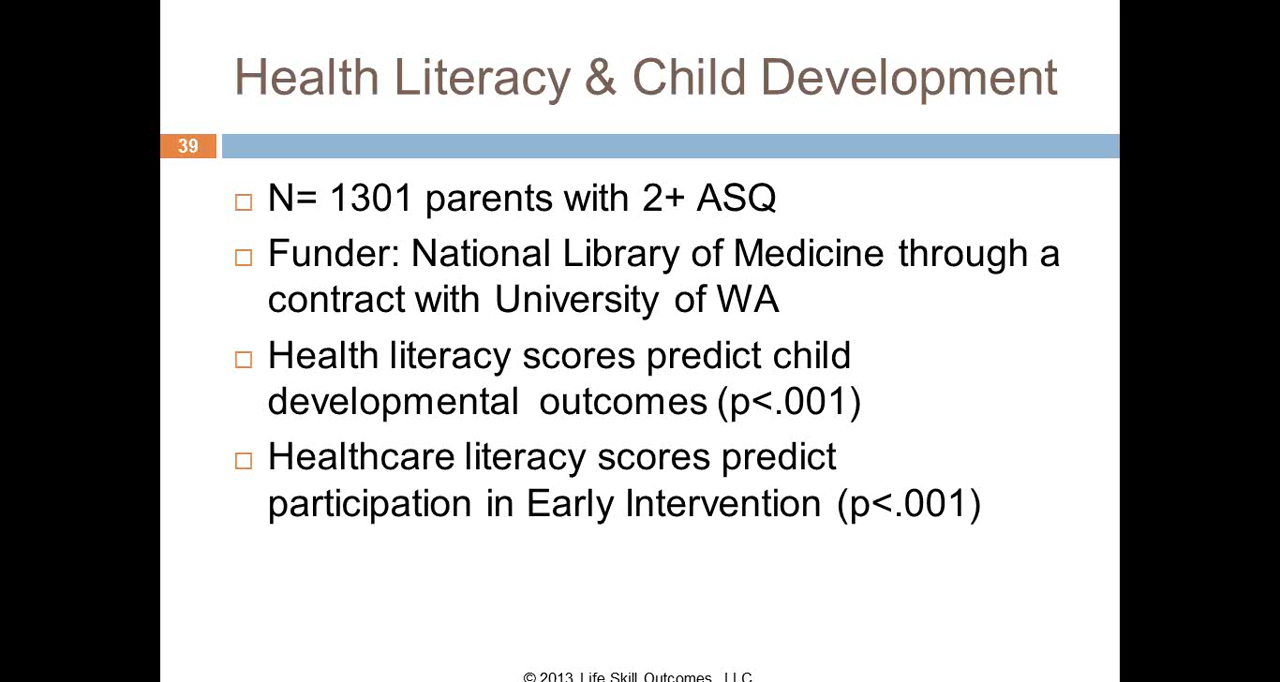 Health Literacy & Child Development
39
N= 1301 parents with 2+ ASQ
Funder: National Library of Medicine through a
contract with University of WA
Health literacy scores predict child
developmental outcomes (p<.001)
Healthcare literacy scores predict
participation in Early Intervention (p<.001)
© 2013 Life Skill Outcomes, LLC